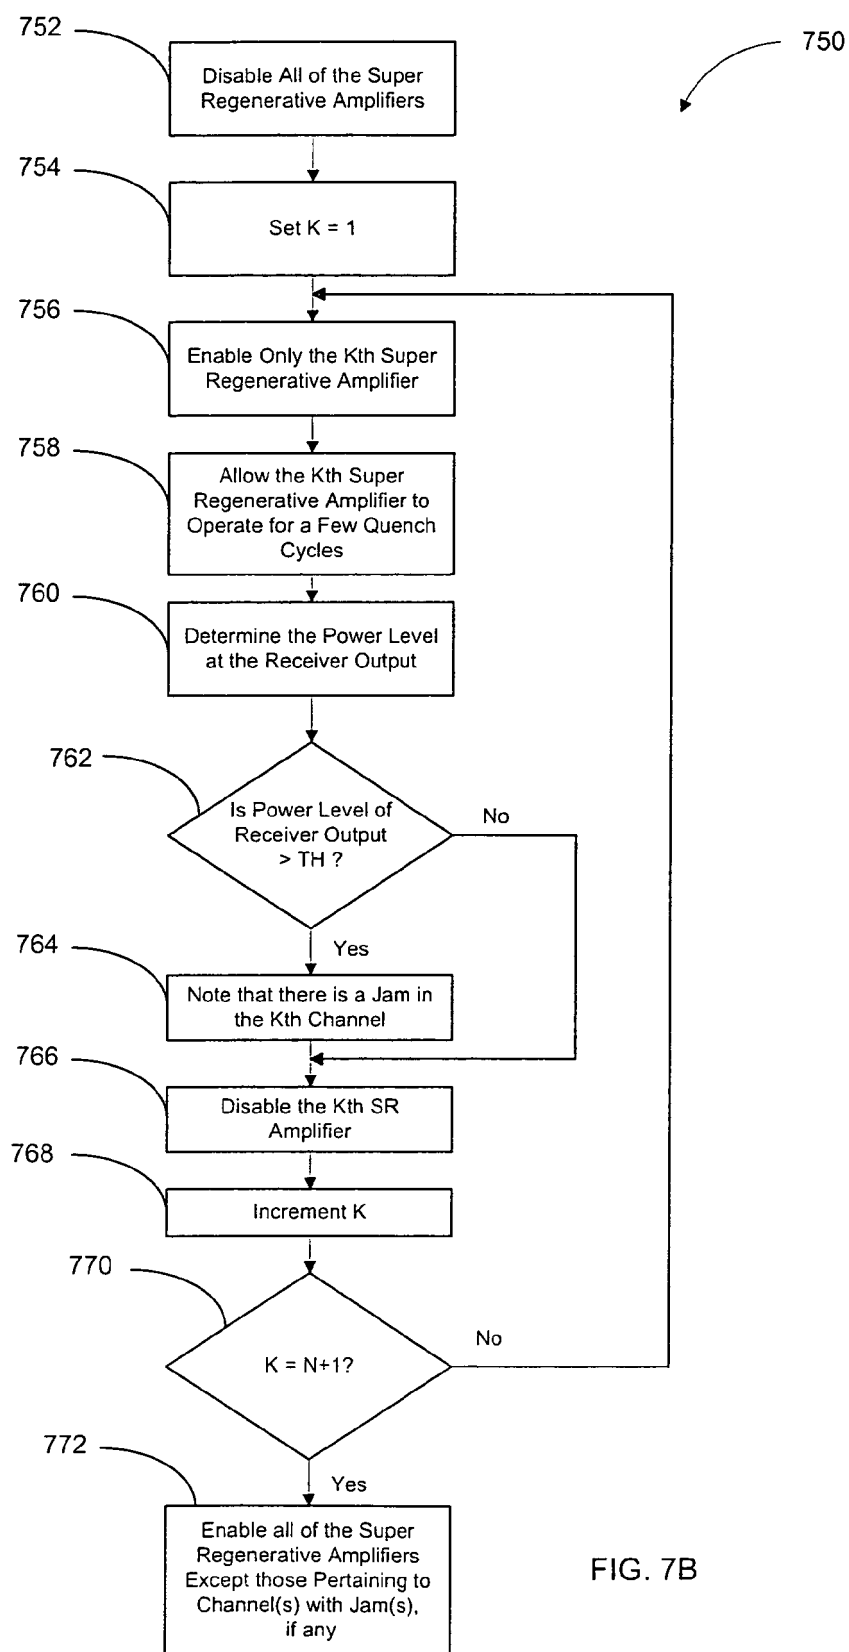 752
750
Disable All of the Super
Regenerative Amplifiers
754
Set K = 1
756
Enable Only the Kth Super
Regenerative Amplifier
758
Allow the Kth Super
Regenerative Amplifier to
Operate for a Few Quench
Cycles
760
Determine the Power Level
at the Receiver Output
762
Is Power Level of
Receiver Output
> TH ?
No
Yes
764
Note that there is a Jam in
the Kth Channel
766
Disable the Kth SR
Amplifier
768
Increment K
770
K = N+1?
No
772
Yes
Enable all of the Super
Regenerative Amplifiers
Except those Pertaining to
Channel(s) with Jam(s),
if any
FIG. 7B